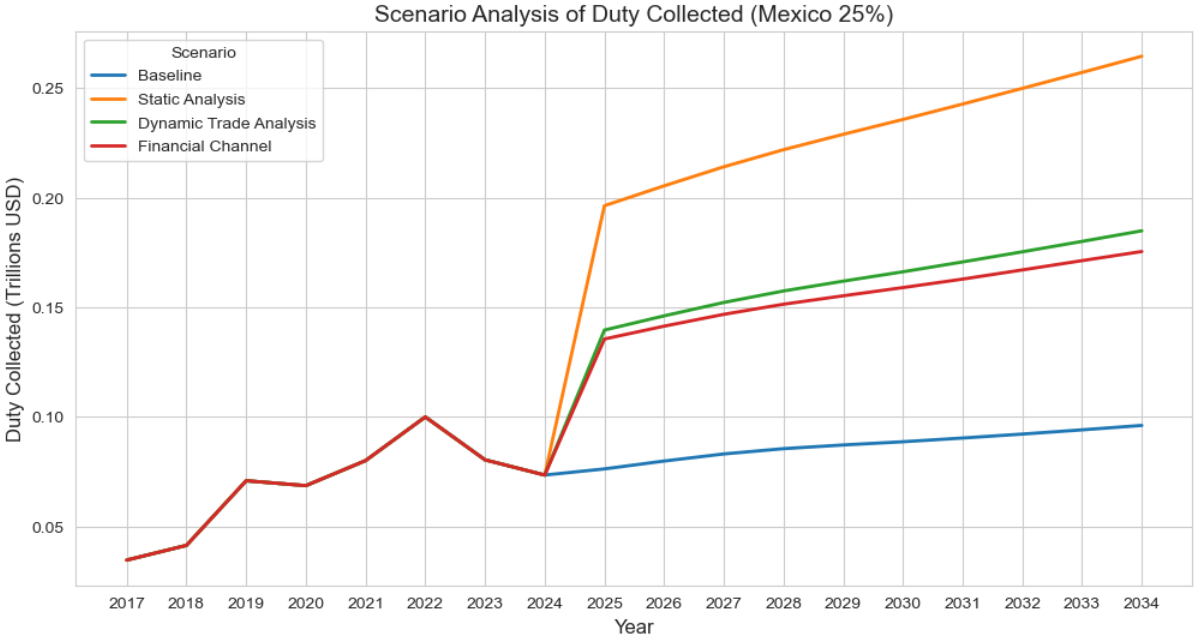 Scenario Analysis of Duty Collected (Mexico 25%)
Scenario
Baseline
Static Analysis
Dynamic Trade Analysis
Financial Channel
Duty Collected (Trillions USD)
0.25
0.20
0.15
0.10
0.05
2017 2018 2019 2020 2021 2022 2023 2024 2025 2026 2027 2028 2029 2030 2031 2032 2033 2034
Year